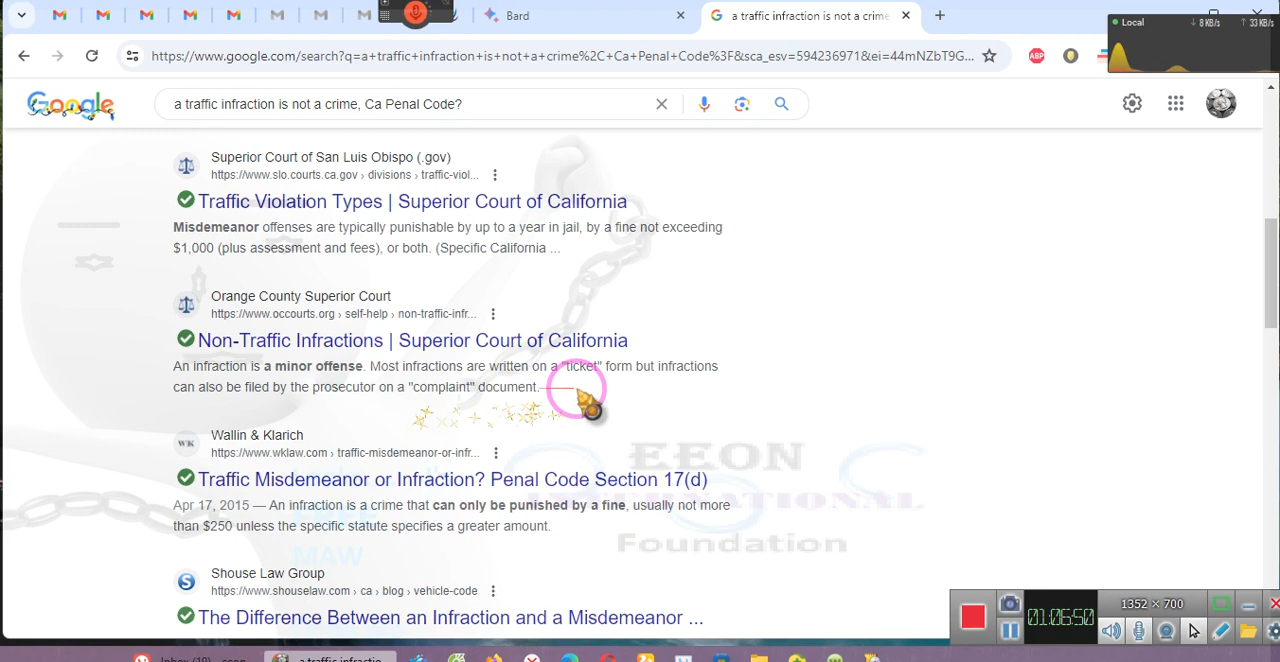 Bard
a traffic infraction is not a crime
Local
8 KB/s
33 KB/s
https://www.google.com/search?q=a+traffic+infraction+is+not+a+crime%2C+Ca+Penal+Code%3F&sca_esv=594236971&ei=44mNZbT9G...
ABP
Google
a traffic infraction is not a crime, Ca Penal Code?
Superior Court of San Luis Obispo (.gov)
https://www.slo.courts.ca.gov › divisions › traffic-viol...
Traffic Violation Types | Superior Court of California
Misdemeanor offenses are typically punishable by up to a year in jail, by a fine not exceeding
$1,000 (plus assessment and fees), or both. (Specific California ...
Orange County Superior Court
https://www.occourts.org › self-help › non-traffic-infr...
Non-Traffic Infractions | Superior Court of California
An infraction is a minor offense. Most infractions are written on a "ticket" form but infractions
can also be filed by the prosecutor on a "complaint" document.
WK
Wallin & Klarich
https://www.wklaw.com › traffic-misdemeanor-or-infr...
Traffic Misdemeanor or Infraction? Penal Code Section 17(d)
Apr 17, 2015 — An infraction is a crime that can only be punished by a fine, usually not more
than $250 unless the specific statute specifies a greater amount.
EEON
Foundation
MAW
S
Shouse Law Group
https://www.shouselaw.com › ca › blog › vehicle-code
The Difference Between an Infraction and a Misdemeanor ...
01:06:50
1352 × 700
a traffic infractio